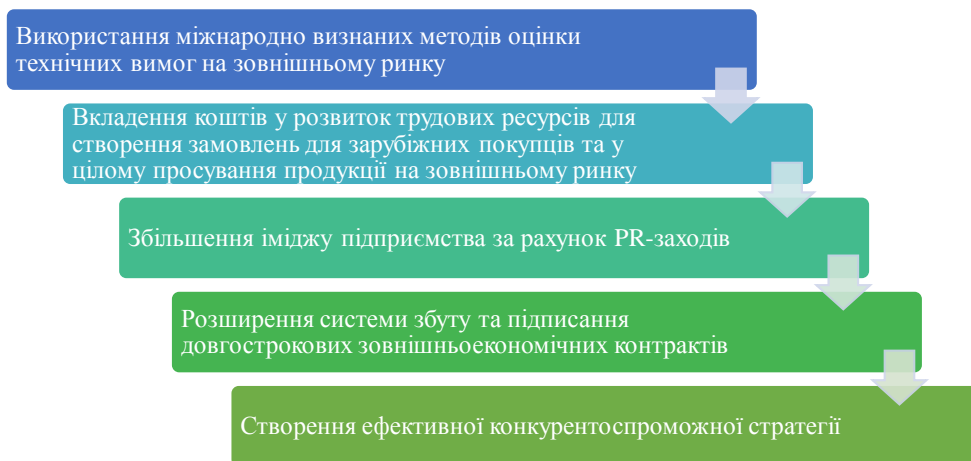 Використання міжнародно визнаних методів оцінки
технічних вимог на зовнішньому ринку
Вкладення коштів у розвиток трудових ресурсів для
створення замовлень для зарубіжних покупців та у
цілому просування продукції на зовнішньому ринку
Збільшення іміджу підприємства за рахунок PR-заходів
Розширення системи збуту та підписання
довгострокових зовнішньоекономічних контрактів
Створення ефективної конкурентоспроможної стратегії